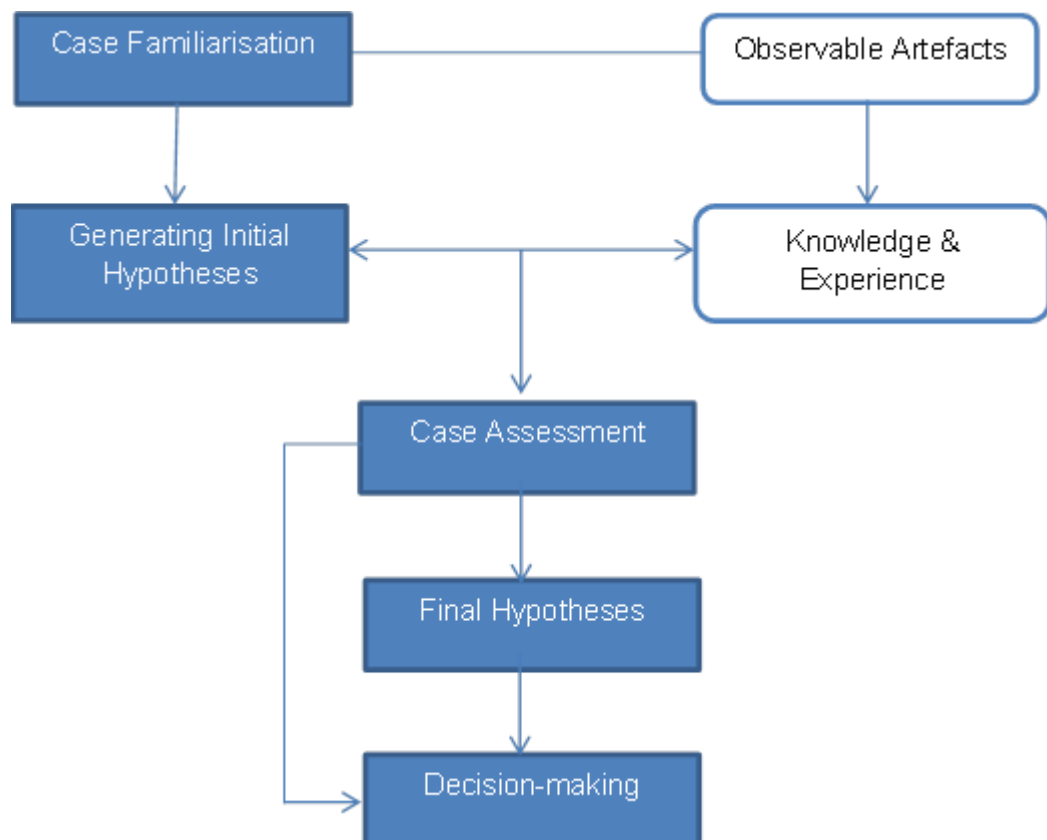 Case Familiarisation
Observable Artefacts
Generating Initial
Hypotheses
Knowledge &
Experience
Case Assessment
Final Hypotheses
Decision-making